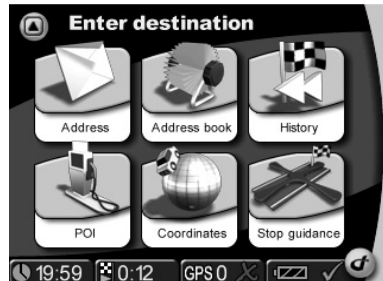 Enter destination
Address
Address book
History
POI
Coordinates
Stop guidance
19:59
0:12
GPS 0